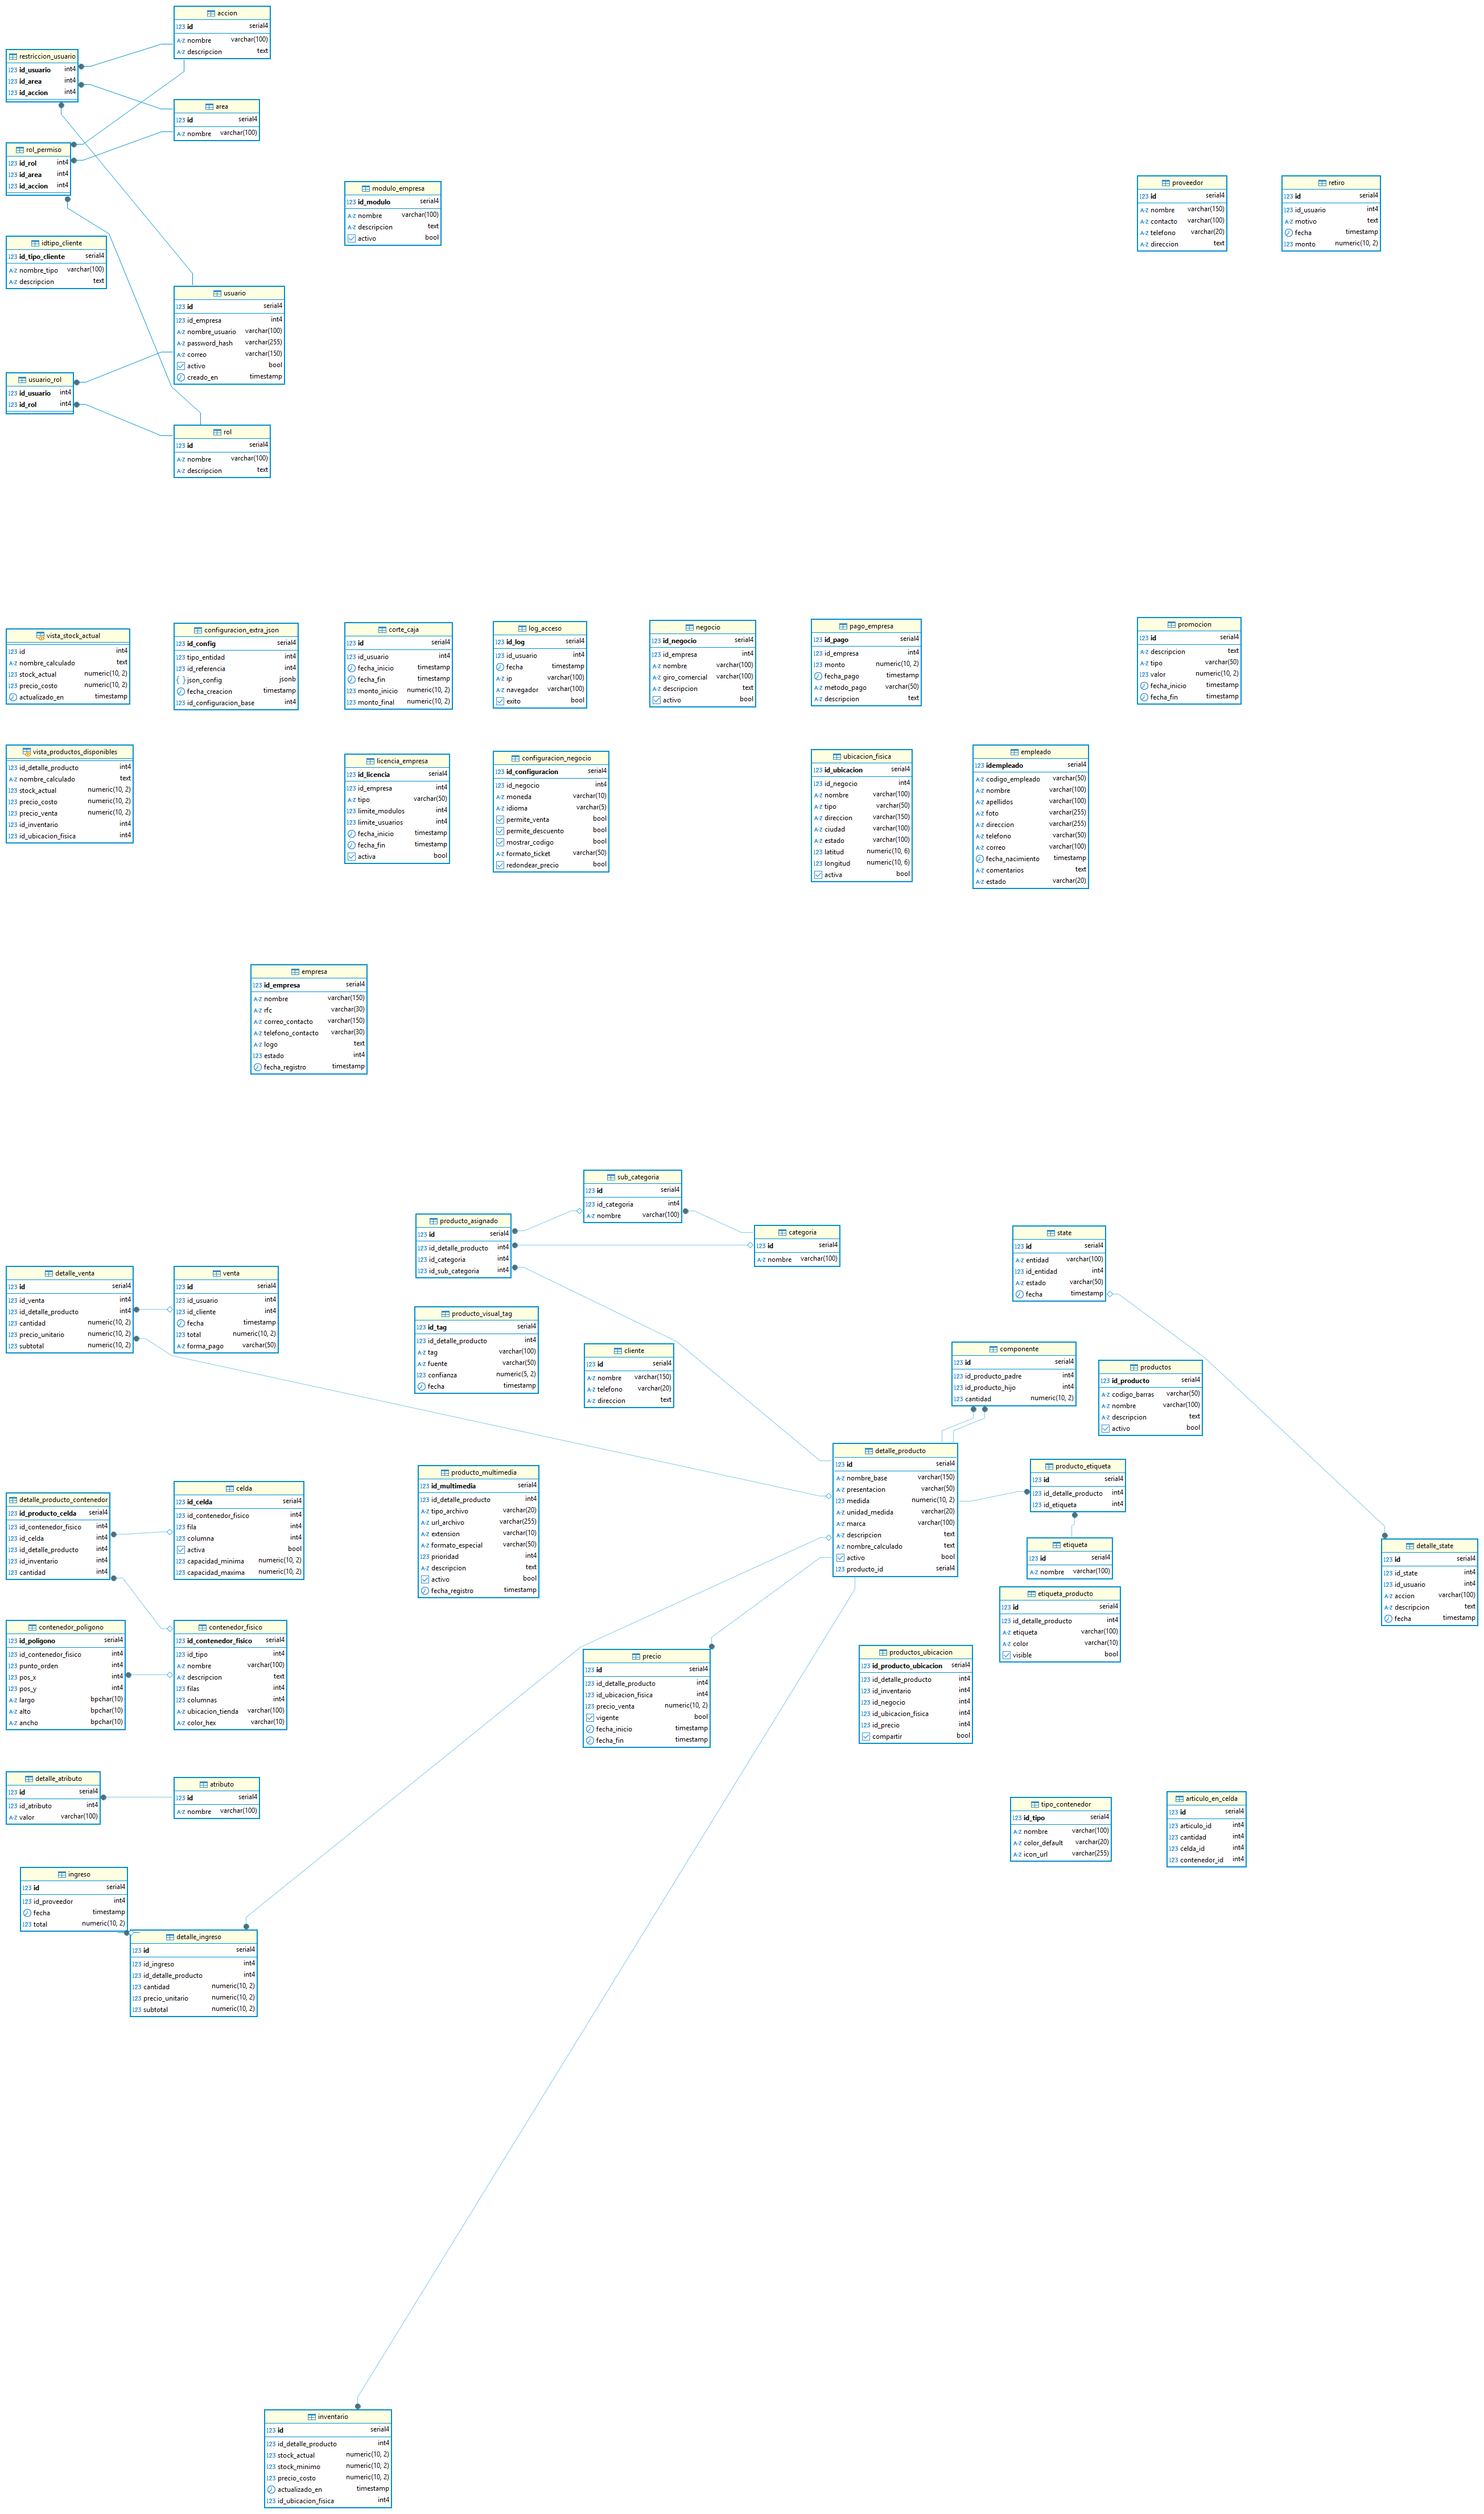 accion
123 id serial4
A-Z nombre varchar(100)
A-Z descripcion text
restriccion_usuario
123 id_usuario int4
123 id_area int4
123 id_accion int4
area
123 id serial4
A-Z nombre varchar(100)
rol_permiso
123 id_rol int4
123 id_area int4
123 id_accion int4
modulo_empresa
123 id_modulo serial4
A-Z nombre varchar(100)
A-Z descripcion text
activo bool
proveedor
123 id serial4
A-Z nombre varchar(150)
A-Z contacto varchar(100)
A-Z telefono varchar(20)
A-Z direccion text
retiro
123 id serial4
123 id_usuario int4
A-Z motivo text
fecha timestamp
123 monto numeric(10, 2)
idtipo_cliente
123 id_tipo_cliente serial4
A-Z nombre_tipo varchar(100)
A-Z descripcion text
usuario
123 id serial4
123 id_empresa int4
A-Z nombre_usuario varchar(100)
A-Z password_hash varchar(255)
A-Z correo varchar(150)
activo bool
creado_en timestamp
usuario_rol
123 id_usuario int4
123 id_rol int4
rol
123 id serial4
A-Z nombre varchar(100)
A-Z descripcion text
vista_stock_actual
123 id int4
A-Z nombre_calculado text
123 stock_actual numeric(10, 2)
123 precio_costo numeric(10, 2)
actualizado_en timestamp
configuracion_extra_json
123 id_config serial4
123 tipo_entidad int4
123 id_referencia int4
{ } json_config jsonb
fecha_creacion timestamp
123 id_configuracion_base int4
corte_caja
123 id serial4
123 id_usuario int4
fecha_inicio timestamp
fecha_fin timestamp
123 monto_inicio numeric(10, 2)
123 monto_final numeric(10, 2)
log_acceso
123 id_log serial4
123 id_usuario int4
fecha timestamp
A-Z ip varchar(100)
A-Z navegador varchar(100)
exito bool
negocio
123 id_negocio serial4
123 id_empresa int4
A-Z nombre varchar(100)
A-Z giro_comercial varchar(100)
A-Z descripcion text
activo bool
pago_empresa
123 id_pago serial4
123 id_empresa int4
123 monto numeric(10, 2)
fecha_pago timestamp
A-Z metodo_pago varchar(50)
A-Z descripcion text
promocion
123 id serial4
A-Z descripcion text
A-Z tipo varchar(50)
123 valor numeric(10, 2)
fecha_inicio timestamp
fecha_fin timestamp
vista_productos_disponibles
123 id_detalle_producto int4
A-Z nombre_calculado text
123 stock_actual numeric(10, 2)
123 precio_costo numeric(10, 2)
123 precio_venta numeric(10, 2)
123 id_inventario int4
123 id_ubicacion_fisica int4
licencia_empresa
123 id_licencia serial4
123 id_empresa int4
A-Z tipo varchar(50)
123 limite_modulos int4
123 limite_usuarios int4
fecha_inicio timestamp
fecha_fin timestamp
activa bool
configuracion_negocio
123 id_configuracion serial4
123 id_negocio int4
A-Z moneda varchar(10)
A-Z idioma varchar(5)
permite_venta bool
permite_descuento bool
mostrar_codigo bool
A-Z formato_ticket varchar(50)
redondear_precio bool
ubicacion_fisica
123 id_ubicacion serial4
123 id_negocio int4
A-Z nombre varchar(100)
A-Z tipo varchar(50)
A-Z direccion varchar(150)
A-Z ciudad varchar(100)
A-Z estado varchar(100)
123 latitud numeric(10, 6)
123 longitud numeric(10, 6)
activa bool
empleado
123 idempleado serial4
A-Z codigo_empleado varchar(50)
A-Z nombre varchar(100)
A-Z apellidos varchar(100)
A-Z foto varchar(255)
A-Z direccion varchar(255)
A-Z telefono varchar(50)
A-Z correo varchar(100)
fecha_nacimiento timestamp
A-Z comentarios text
A-Z estado varchar(20)
empresa
123 id_empresa serial4
A-Z nombre varchar(150)
A-Z rfc varchar(30)
A-Z correo_contacto varchar(150)
A-Z telefono_contacto varchar(30)
A-Z logo text
123 estado int4
fecha_registro timestamp
sub_categoria
123 id serial4
123 id_categoria int4
A-Z nombre varchar(100)
producto_asignado
123 id serial4
123 id_detalle_producto int4
123 id_categoria int4
123 id_sub_categoria int4
categoria
123 id serial4
A-Z nombre varchar(100)
state
123 id serial4
A-Z entidad varchar(100)
123 id_entidad int4
A-Z estado varchar(50)
fecha timestamp
detalle_venta
123 id serial4
123 id_venta int4
123 id_detalle_producto int4
123 cantidad numeric(10, 2)
123 precio_unitario numeric(10, 2)
123 subtotal numeric(10, 2)
venta
123 id serial4
123 id_usuario int4
123 id_cliente int4
fecha timestamp
123 total numeric(10, 2)
A-Z forma_pago varchar(50)
producto_visual_tag
123 id_tag serial4
123 id_detalle_producto int4
A-Z tag varchar(100)
A-Z fuente varchar(50)
123 confianza numeric(5, 2)
fecha timestamp
cliente
123 id serial4
A-Z nombre varchar(150)
A-Z telefono varchar(20)
A-Z direccion text
componente
123 id serial4
123 id_producto_padre int4
123 id_producto_hijo int4
123 cantidad numeric(10, 2)
productos
123 id_producto serial4
A-Z codigo_barras varchar(50)
A-Z nombre varchar(100)
A-Z descripcion text
activo bool
detalle_producto
123 id serial4
A-Z nombre_base varchar(150)
A-Z presentacion varchar(50)
123 medida numeric(10, 2)
A-Z unidad_medida varchar(20)
A-Z marca varchar(100)
A-Z descripcion text
A-Z nombre_calculado text
activo bool
123 producto_id serial4
producto_etiqueta
123 id serial4
123 id_detalle_producto int4
123 id_etiqueta int4
producto_multimedia
123 id_multimedia serial4
123 id_detalle_producto int4
A-Z tipo_archivo varchar(20)
A-Z url_archivo varchar(255)
A-Z extension varchar(10)
A-Z formato_especial varchar(50)
123 prioridad int4
A-Z descripcion text
activo bool
fecha_registro timestamp
detalle_producto_contenedor
123 id_producto_celda serial4
123 id_contenedor_fisico int4
123 id_celda int4
123 id_detalle_producto int4
123 id_inventario int4
123 cantidad int4
celda
123 id_celda serial4
123 id_contenedor_fisico int4
123 fila int4
123 columna int4
activa bool
123 capacidad_minima numeric(10, 2)
123 capacidad_maxima numeric(10, 2)
etiqueta
123 id serial4
A-Z nombre varchar(100)
detalle_state
123 id serial4
123 id_state int4
123 id_usuario int4
A-Z accion varchar(100)
A-Z descripcion text
fecha timestamp
etiqueta_producto
123 id serial4
123 id_detalle_producto int4
A-Z etiqueta varchar(100)
A-Z color varchar(10)
visible bool
contenedor_poligono
123 id_poligono serial4
123 id_contenedor_fisico int4
123 punto_orden int4
123 pos_x int4
123 pos_y int4
A-Z largo bpchar(10)
A-Z alto bpchar(10)
A-Z ancho bpchar(10)
contenedor_fisico
123 id_contenedor_fisico serial4
123 id_tipo int4
A-Z nombre varchar(100)
A-Z descripcion text
123 filas int4
123 columnas int4
A-Z ubicacion_tienda varchar(100)
A-Z color_hex varchar(10)
precio
123 id serial4
123 id_detalle_producto int4
123 id_ubicacion_fisica int4
123 precio_venta numeric(10, 2)
vigente bool
fecha_inicio timestamp
fecha_fin timestamp
productos_ubicacion
123 id_producto_ubicacion serial4
123 id_detalle_producto int4
123 id_inventario int4
123 id_negocio int4
123 id_ubicacion_fisica int4
123 id_precio int4
compartir bool
detalle_atributo
123 id serial4
123 id_atributo int4
A-Z valor varchar(100)
atributo
123 id serial4
A-Z nombre varchar(100)
tipo_contenedor
123 id_tipo serial4
A-Z nombre varchar(100)
A-Z color_default varchar(20)
A-Z icon_url varchar(255)
articulo_en_celda
123 id serial4
123 articulo_id int4
123 cantidad int4
123 celda_id int4
123 contenedor_id int4
ingreso
123 id serial4
123 id_proveedor int4
fecha timestamp
123 total numeric(10, 2)
detalle_ingreso
123 id serial4
123 id_ingreso int4
123 id_detalle_producto int4
123 cantidad numeric(10, 2)
123 precio_unitario numeric(10, 2)
123 subtotal numeric(10, 2)
inventario
123 id serial4
123 id_detalle_producto int4
123 stock_actual numeric(10, 2)
123 stock_minimo numeric(10, 2)
123 precio_costo numeric(10, 2)
actualizado_en timestamp
123 id_ubicacion_fisica int4